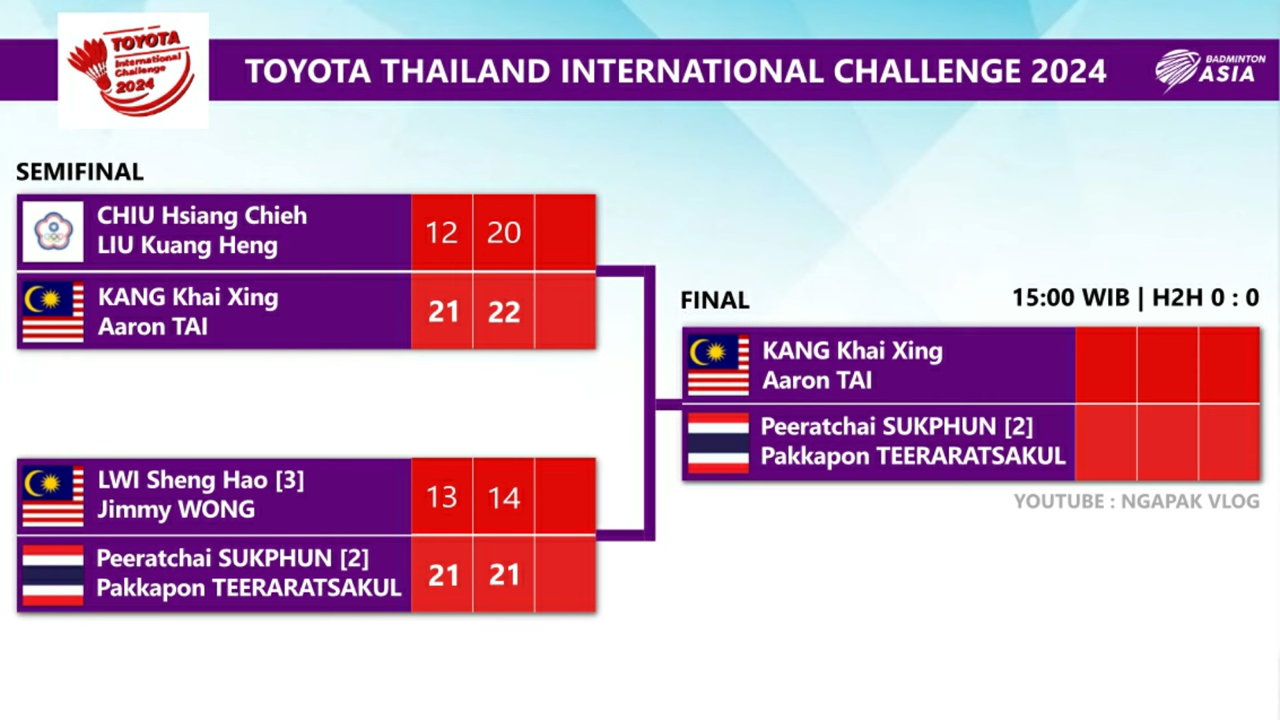 TOYOTA
International
Challenge
2024
TOYOTA THAILAND INTERNATIONAL CHALLENGE 2024
BADMINTON
ASIA
SEMIFINAL
CHIU Hsiang Chieh
LIU Kuang Heng
12 20
KANG Khai Xing
Aaron TAI
21 22
LWI Sheng Hao [3]
Jimmy WONG
13 14
Peeratchai SUKPHUN [2]
Pakkapon TEERARATSAKUL
21 21
FINAL
15:00 WIB | H2H 0 : 0
KANG Khai Xing
Aaron TAI
Peeratchai SUKPHUN [2]
Pakkapon TEERARATSAKUL
YOUTUBE : NGAPAK VLOG